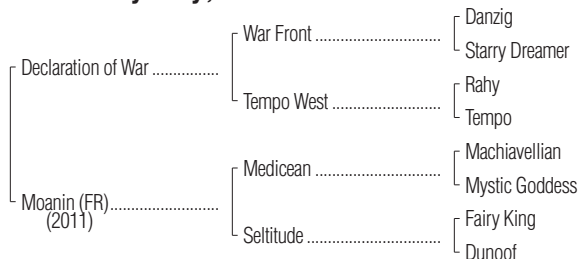 Danzig
War Front ................................
Starry Dreamer
Declaration of War ................
Rahy
Tempo West ............................
Tempo
Machiavellian
Medicean .................................
Mystic Goddess
Moanin (FR)..........................
(2011)
Fairy King
Seltitude ..................................
Dunoof